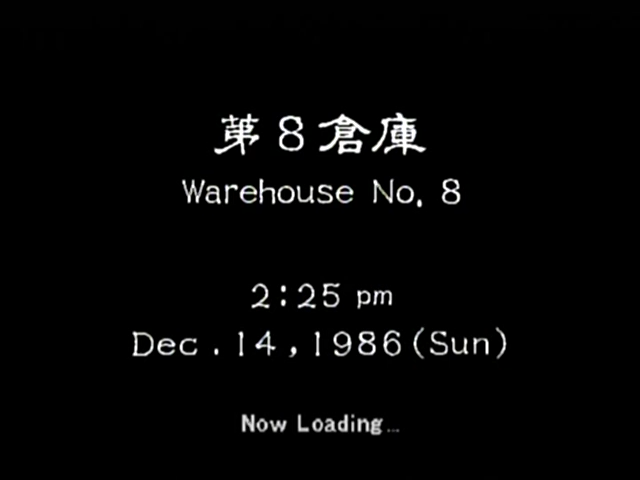 第8倉庫
Warehouse No. 8
2:25 pm
Dec.14,1986(Sun)
Now Loading...